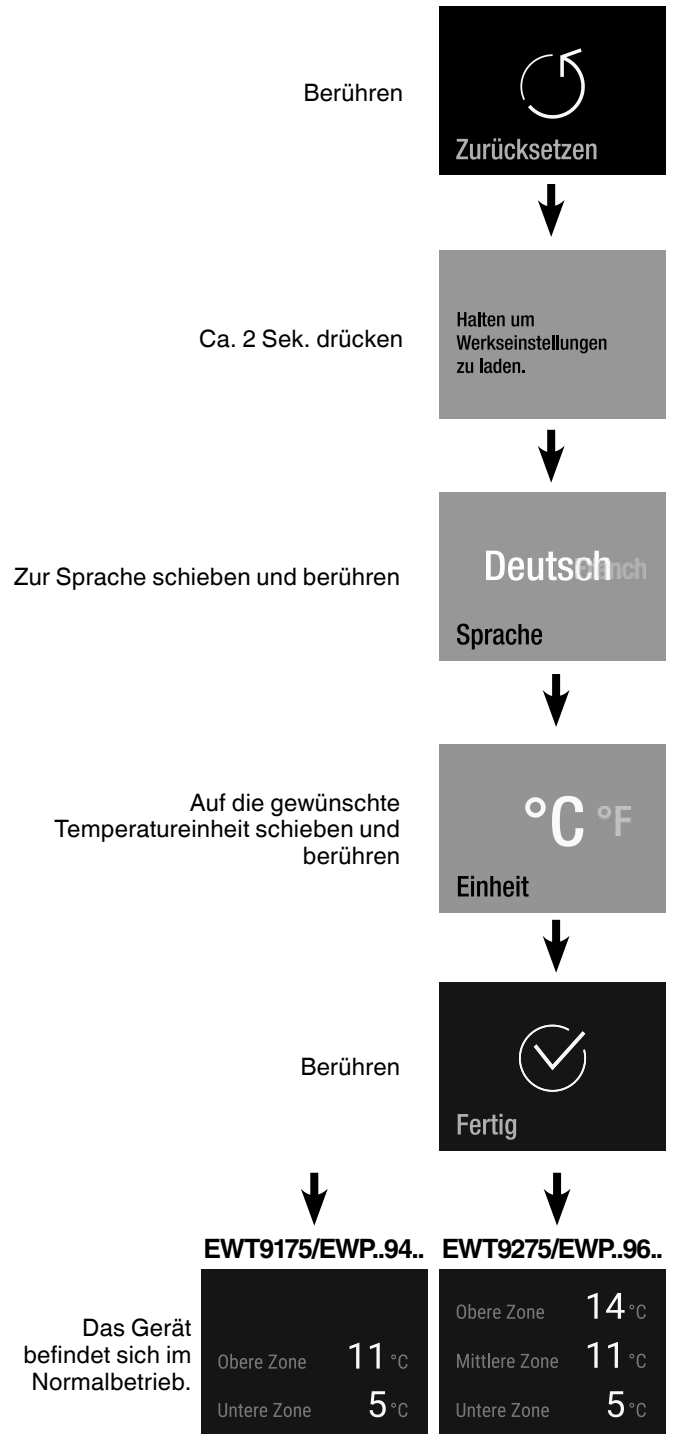 Berühren
Zurücksetzen
Ca. 2 Sek. drücken
Halten um
Werkseinstellungen
zu laden.
Zur Sprache schieben und berühren
Deutsch
Sprache
Auf die gewünschte
Temperatureinheit schieben und
berühren
°C °F
Einheit
Berühren
Fertig
EWT9175/EWP..94.. EWT9275/EWP..96..
Das Gerät
befindet sich im
Normalbetrieb.
Obere Zone 11 °C
Untere Zone 5 °C
Obere Zone 14 °C
Mittlere Zone 11 °C
Untere Zone 5 °C